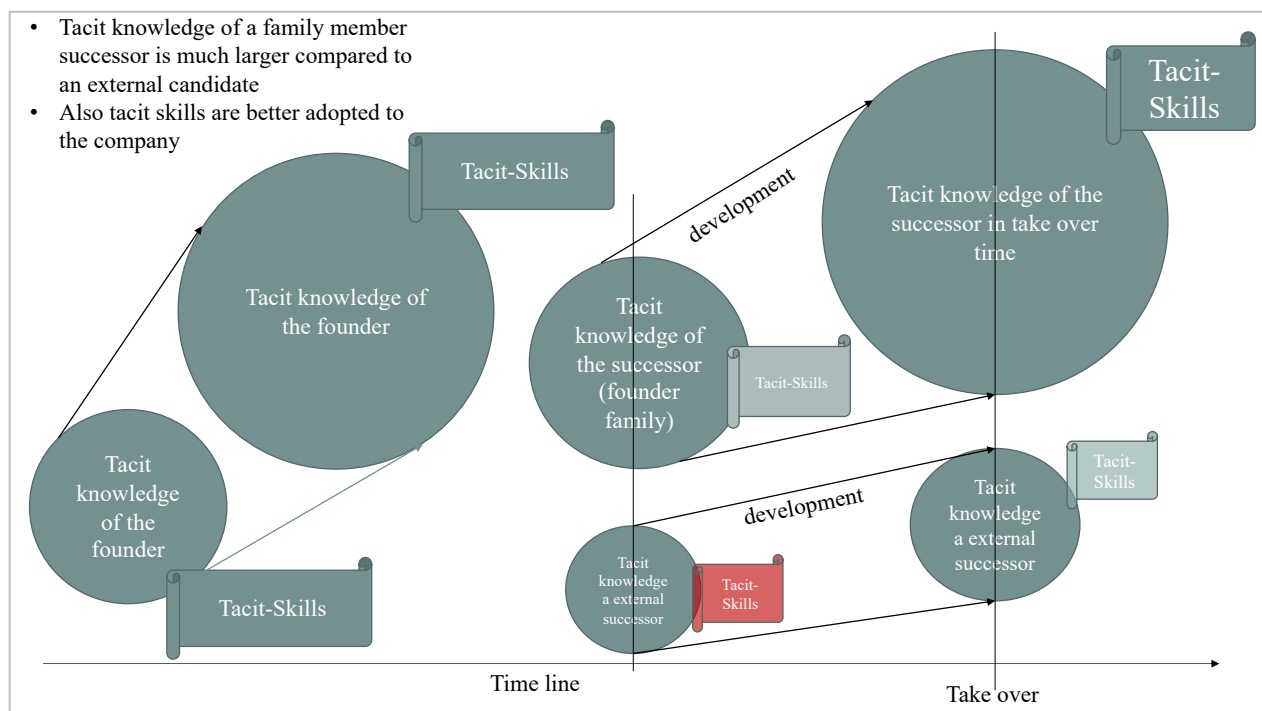 • Tacit knowledge of a family member
successor is much larger compared to
an external candidate
• Also tacit skills are better adopted to
the company
Tacit-Skills
Tacit knowledge of
the founder
Tacit
knowledge
of the
founder
Tacit-Skills
development
Tacit
knowledge of
the successor
(founder
family)
Tacit-Skills
Tacit-
Skills
Tacit knowledge of the
successor in take over
time
development
Tacit
knowledge
a external
successor
Tacit-
Skills
Tacit
knowledge
a external
successor
Tacit-
Skills
Time line
Take over